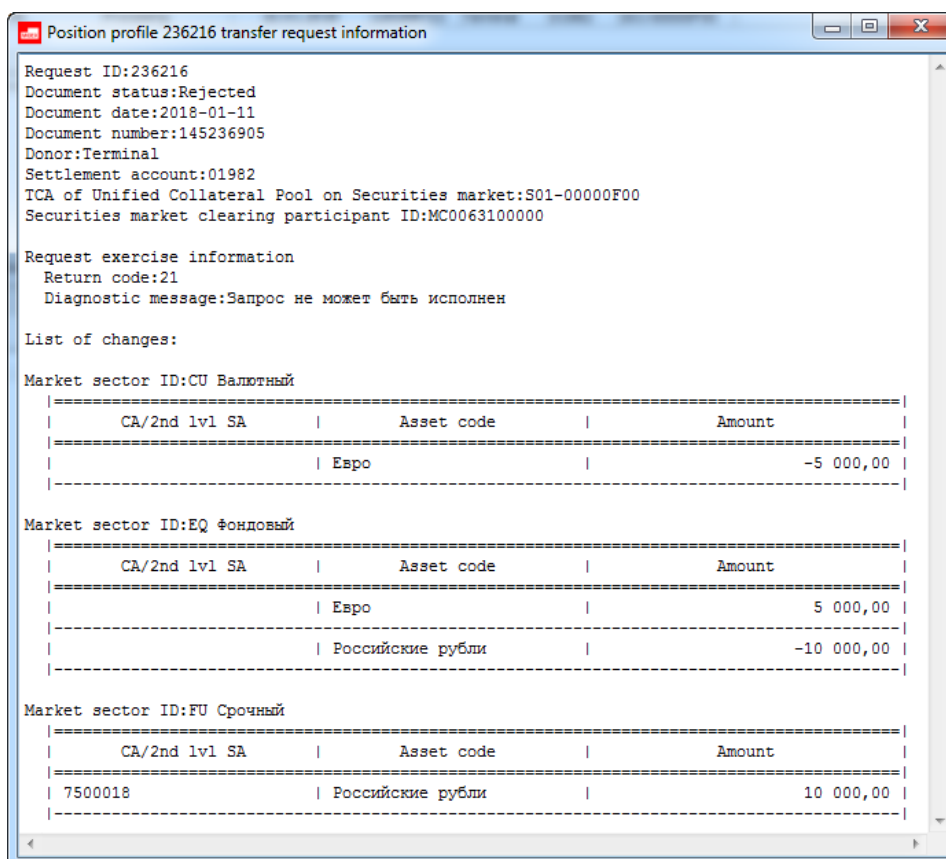 Position profile 236216 transfer request information
Request ID:236216
Document status:Rejected
Document date:2018-01-11
Document number:145236905
Donor:Terminal
Settlement account:01982
TCA of Unified Collateral Pool on Securities market:S01-00000F00
Securities market clearing participant ID:MC0063100000
Request exercise information
Return code:21
Diagnostic message:Запрос не может быть исполнен
List of changes:
Market sector ID:CU Валютный
CA/2nd lvl SA | Asset code | Amount
| Евро | -5 000,00 |
Market sector ID:EQ Фондовый
CA/2nd lvl SA | Asset code | Amount
| Евро | 5 000,00 |
| Российские рубли | -10 000,00 |
Market sector ID:FU Срочный
CA/2nd lvl SA | Asset code | Amount
| 7500018 | Российские рубли | 10 000,00 |